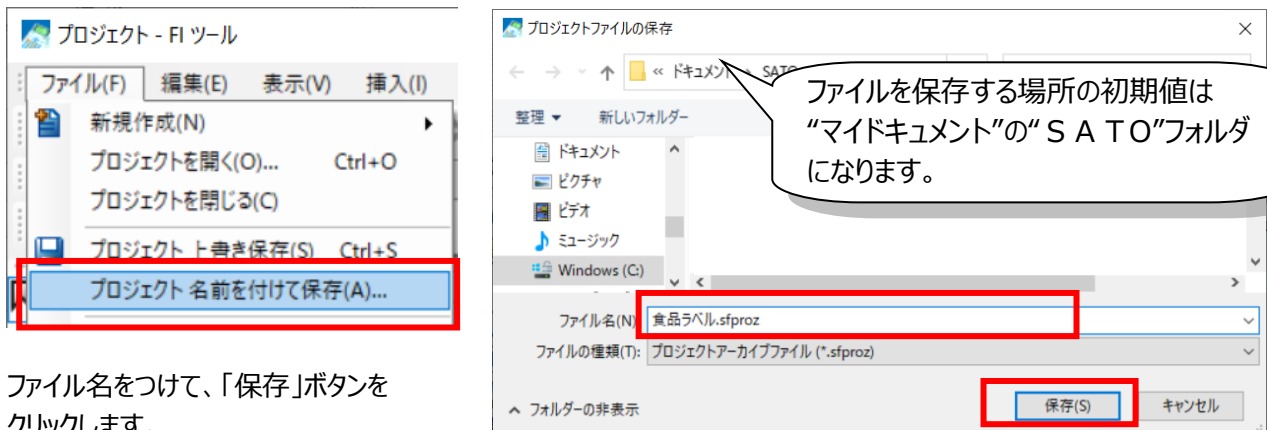 プロジェクト - FI ツール
ファイル(F) 編集(E) 表示(V) 挿入(I)
新規作成(N)
プロジェクトを開く(O)... Ctrl+O
プロジェクトを閉じる(C)
プロジェクト 上書き保存(S) Ctrl+S
プロジェクト 名前を付けて保存(A)...
ファイル名をつけて、「保存」ボタンを
クリックします。
プロジェクトファイルの保存
« ドキュメント SATO
ファイルを保存する場所の初期値は
“マイドキュメント”の“ＳＡＴＯ”フォルダ
になります。
整理 新しいフォルダー
ドキュメント
ピクチャ
ビデオ
ミュージック
Windows (C:)
ファイル名(N) 食品ラベル.sfproz
ファイルの種類(T): プロジェクトアーカイブファイル (*.sfproz)
フォルダーの非表示 保存(S) キャンセル